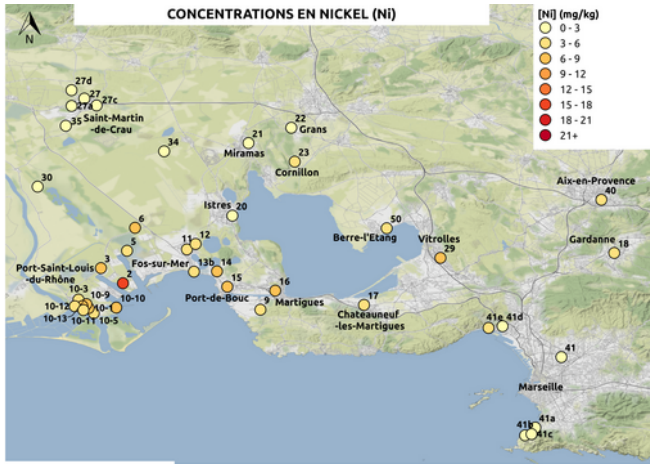 CONCENTRATIONS EN NICKEL (Ni)
[Ni] (mg/kg)
0 - 3
3 - 6
6 - 9
9 - 12
12 - 15
15 - 18
18 - 21
21+
N
27d
27
27a
27c
Saint-Martin
-de-Crau
35
34
22
Grans
21
Miramas
23
Cornillon
30
Aix-en-Provence
40
Istres
20
6
50
Berre-l'Etang
Vitrolles
29
Gardanne
18
5
11
12
Fos-sur-Mer
13b
14
Port-Saint-Louis
-du-Rhône
3
2
15
Port-de-Bouc
16
Martigues
9
17
Chateauneuf
-les-Martigues
10-3
10-9
10-12
10-1
10-10
10-13
10-11
10-5
41e
41d
41
Marseille
41a
41b
41c